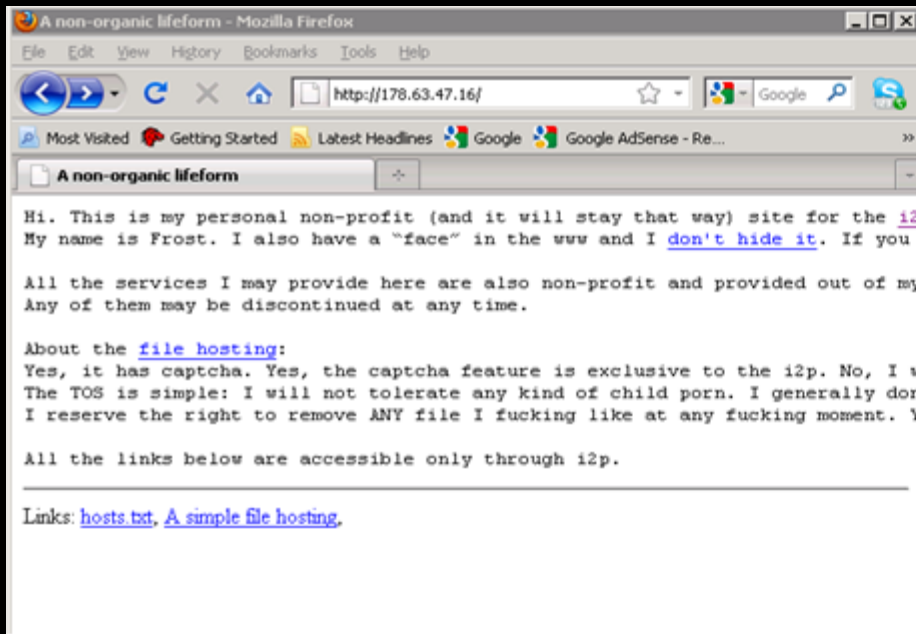 A non-organic lifeform - Mozilla Firefox
File Edit View History Bookmarks Tools Help
http://178.63.47.16/ Google
Most Visited Getting Started Latest Headlines Google Google AdSense - Re... »
A non-organic lifeform
Hi. This is my personal non-profit (and it will stay that way) site for the i2
My name is Frost. I also have a "face" in the www and I don't hide it. If you
All the services I may provide here are also non-profit and provided out of my
Any of them may be discontinued at any time.
About the file hosting:
Yes, it has captcha. Yes, the captcha feature is exclusive to the i2p. No, I w
The TOS is simple: I will not tolerate any kind of child porn. I generally don
I reserve the right to remove ANY file I fucking like at any fucking moment. Y
All the links below are accessible only through i2p.
Links: hosts.txt, A simple file hosting,